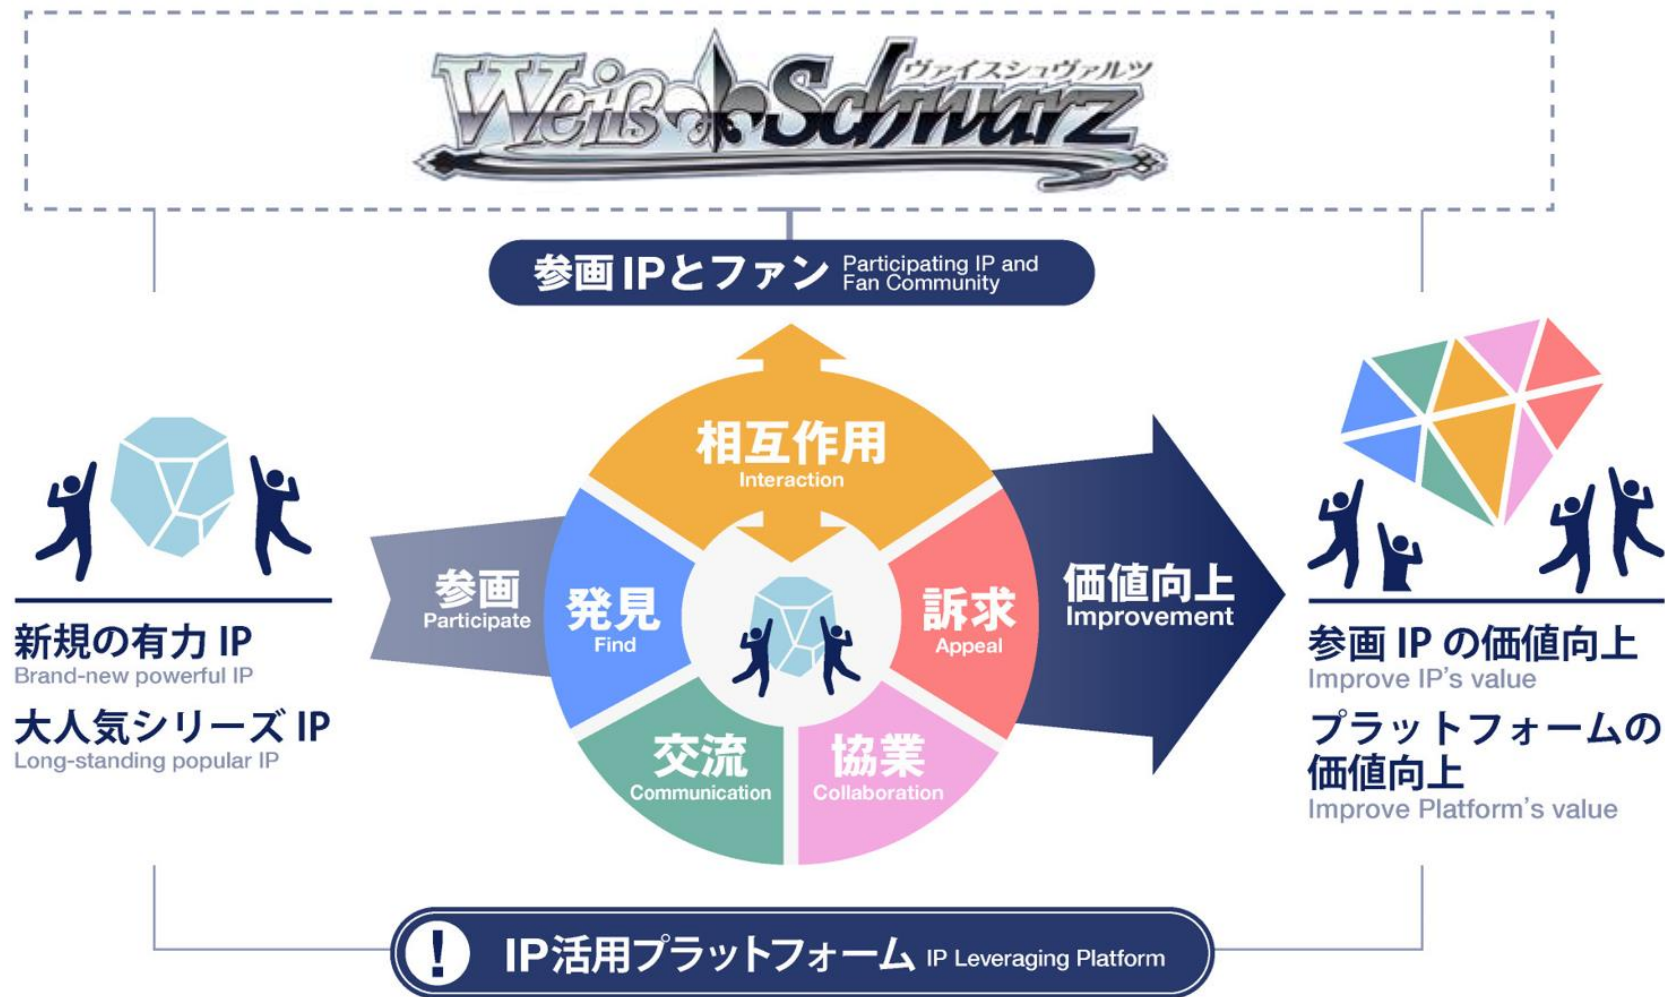 Weiß Schwarz
ヴァイスシュヴァルツ
参画IPとファン
Participating IP and
Fan Community
相互作用
Interaction
参画
Participate
発見
Find
訴求
Appeal
価値向上
Improvement
交流
Communication
協業
Collaboration
新規の有力 IP
Brand-new powerful IP
大人気シリーズ IP
Long-standing popular IP
参画 IP の価値向上
Improve IP's value
プラットフォームの
価値向上
Improve Platform's value
! IP活用プラットフォーム IP Leveraging Platform